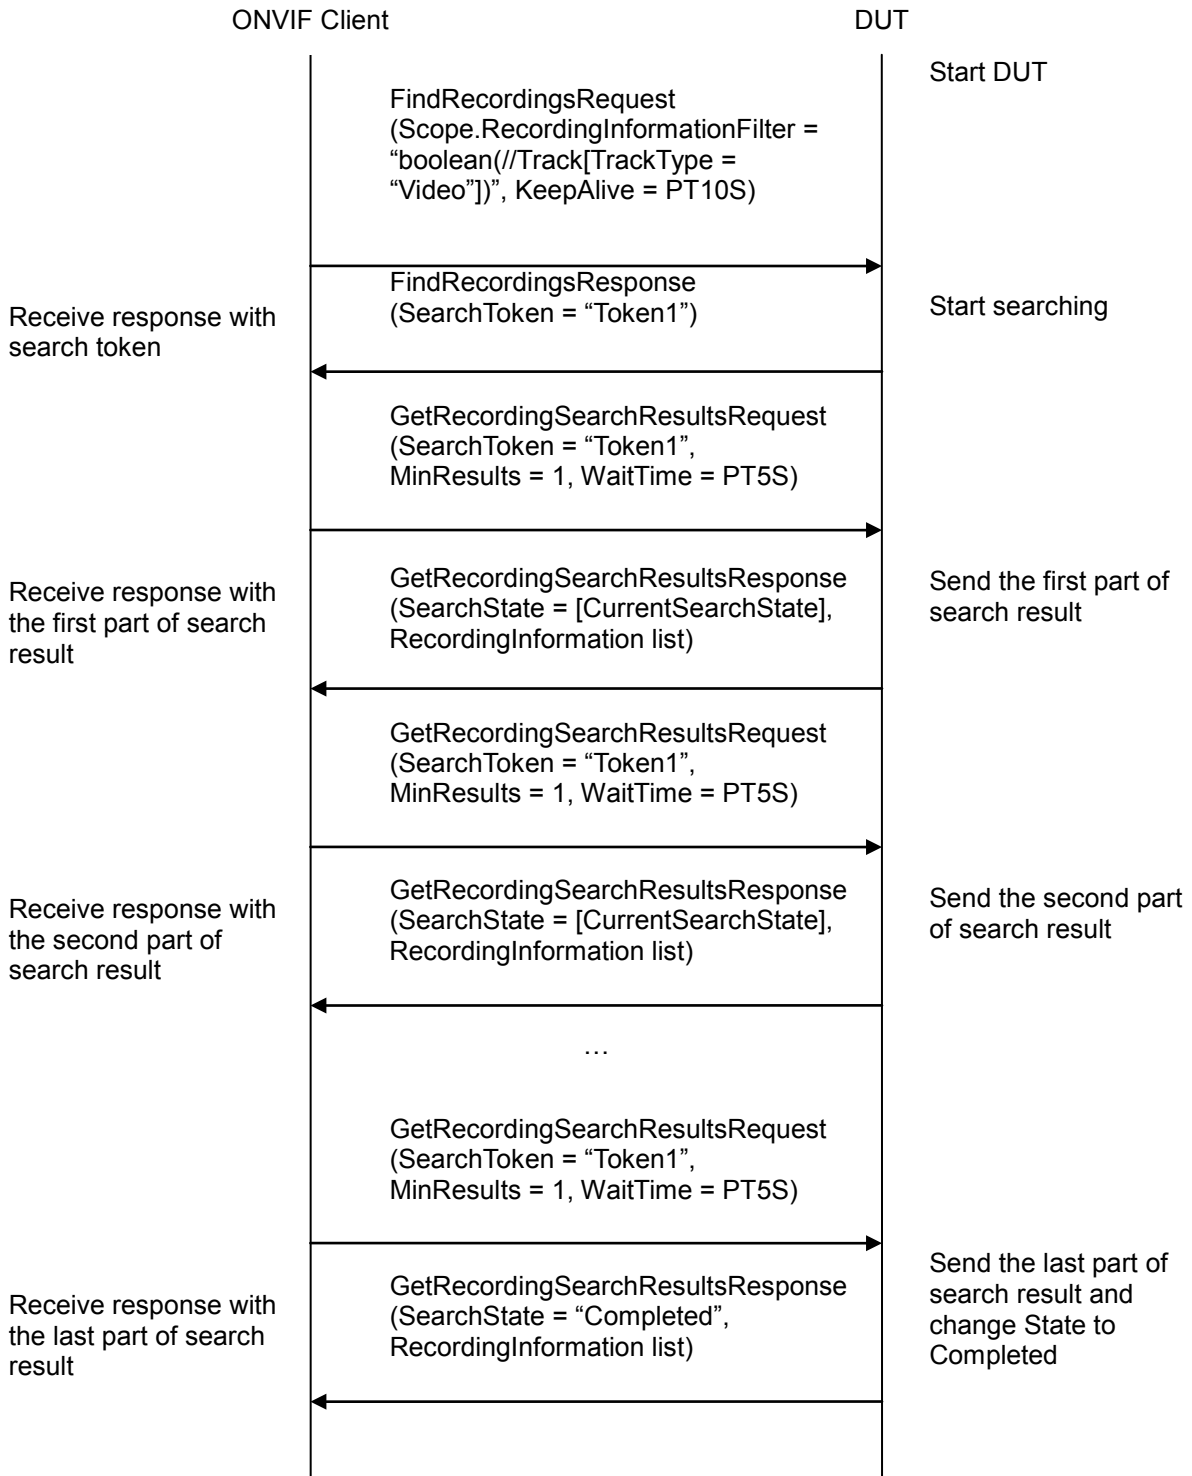 ONVIF Client
DUT
Start DUT
FindRecordingsRequest
(Scope.RecordingInformationFilter =
“boolean(//Track[TrackType =
“Video”])”, KeepAlive = PT10S)
FindRecordingsResponse
(SearchToken = “Token1”)
Start searching
Receive response with
search token
GetRecordingSearchResultsRequest
(SearchToken = “Token1”,
MinResults = 1, WaitTime = PT5S)
GetRecordingSearchResultsResponse
(SearchState = [CurrentSearchState],
RecordingInformation list)
Send the first part of
search result
Receive response with
the first part of search
result
GetRecordingSearchResultsRequest
(SearchToken = “Token1”,
MinResults = 1, WaitTime = PT5S)
GetRecordingSearchResultsResponse
(SearchState = [CurrentSearchState],
RecordingInformation list)
Send the second part
of search result
Receive response with
the second part of
search result
…
GetRecordingSearchResultsRequest
(SearchToken = “Token1”,
MinResults = 1, WaitTime = PT5S)
GetRecordingSearchResultsResponse
(SearchState = “Completed”,
RecordingInformation list)
Send the last part of
search result and
change State to
Completed
Receive response with
the last part of search
result